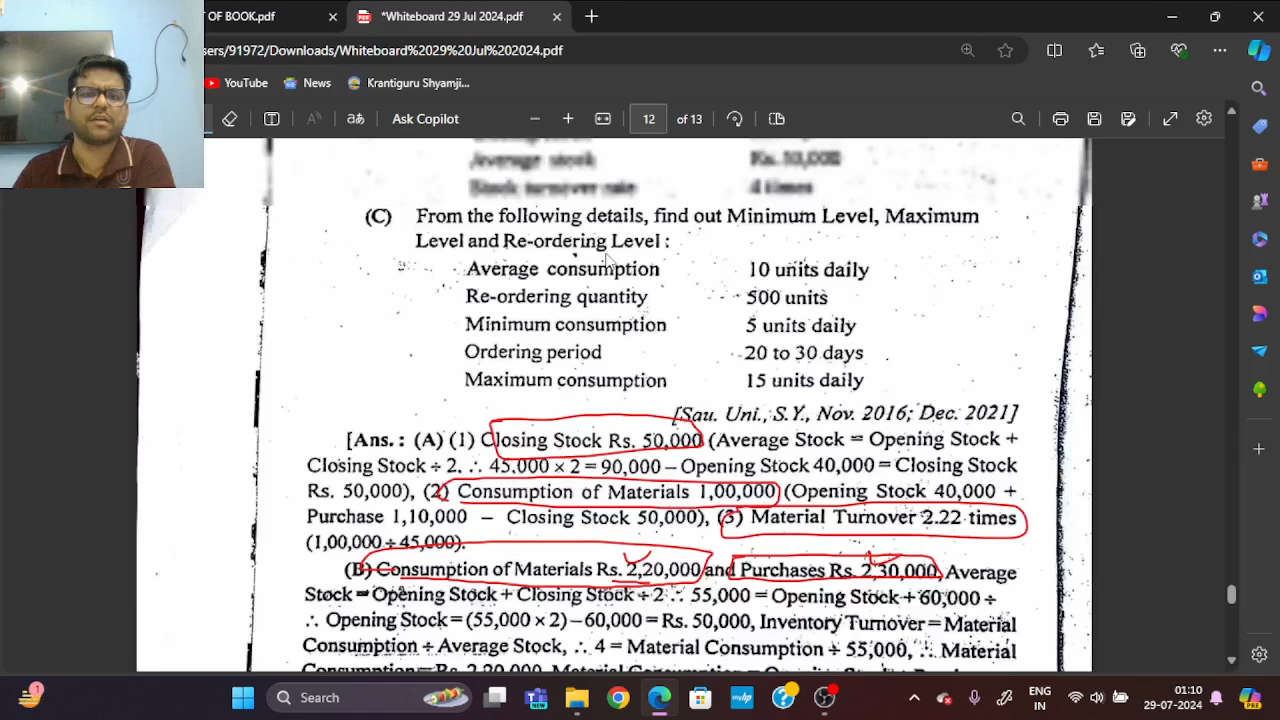 OF BOOK.pdf
*Whiteboard 29 Jul 2024.pdf
sers/91972/Downloads/Whiteboard%2029%20Jul%202024.pdf
YouTube
News
Krantiguru Shyamji...
Ask Copilot
12
of 13
Average stock Rs. 50,000
Stock turnover rate 4 times
(C) From the following details, find out Minimum Level, Maximum
Level and Re-ordering Level :
Average consumption 10 units daily
Re-ordering quantity 500 units
Minimum consumption 5 units daily
Ordering period 20 to 30 days
Maximum consumption 15 units daily
[Sau. Uni., S.Y., Nov. 2016; Dec. 2021]
[Ans. : (A) (1) Closing Stock Rs. 50,000 (Average Stock = Opening Stock +
Closing Stock ÷ 2. ∴ 45,000 × 2 = 90,000 – Opening Stock 40,000 = Closing Stock
Rs. 50,000), (2) Consumption of Materials 1,00,000 (Opening Stock 40,000 +
Purchase 1,10,000 – Closing Stock 50,000), (3) Material Turnover 2.22 times
(1,00,000 ÷ 45,000).
(B) Consumption of Materials Rs. 2,20,000 and Purchases Rs. 2,30,000, Average
Stock = Opening Stock + Closing Stock ÷ 2 ∴ 55,000 = Opening Stock + 60,000 ÷
∴ Opening Stock = (55,000 × 2) – 60,000 = Rs. 50,000, Inventory Turnover = Material
Consumption ÷ Average Stock, ∴ 4 = Material Consumption ÷ 55,000, ∴ Material
Search
ENG
IN
01:10
29-07-2024